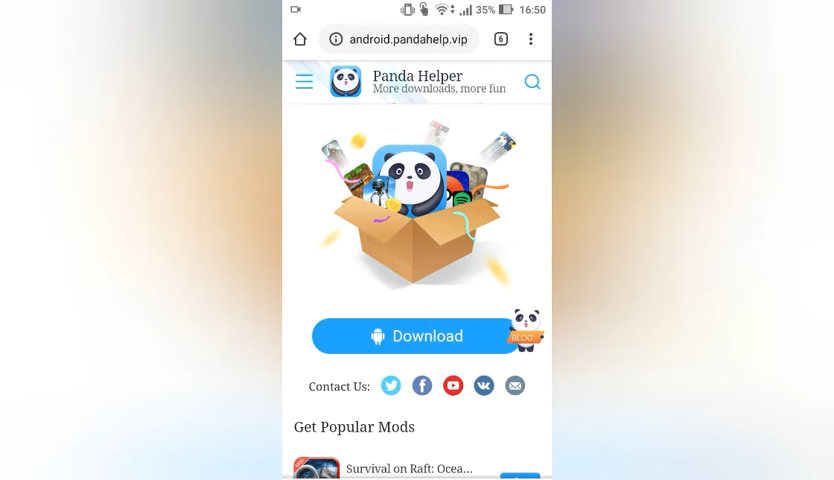 35% 16:50
android.pandahelp.vip 6
Panda Helper
More downloads, more fun
Download
BLOG
Contact Us:
Get Popular Mods
Survival on Raft: Ocea...